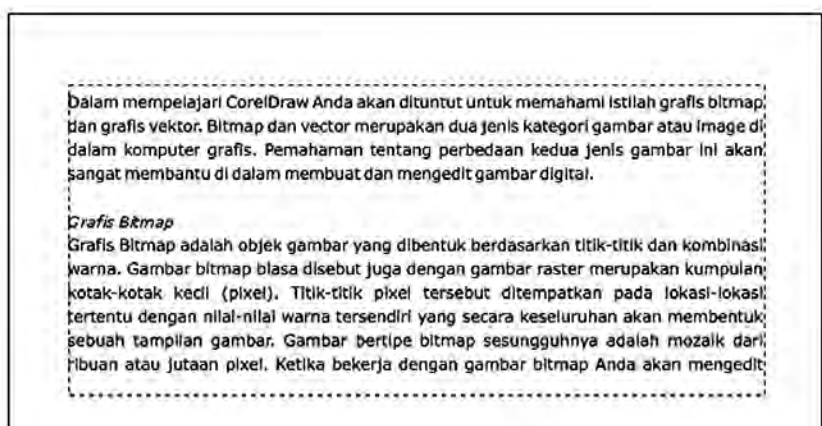 Dalam mempelajari CorelDraw Anda akan dituntut untuk memahami istilah grafis bitmap
dan grafis vektor. Bitmap dan vector merupakan dua jenis kategori gambar atau image di
dalam komputer grafis. Pemahaman tentang perbedaan kedua jenis gambar ini akan
sangat membantu di dalam membuat dan mengedit gambar digital.
Grafis Bitmap
Grafis Bitmap adalah objek gambar yang dibentuk berdasarkan titik-titik dan kombinasi
warna. Gambar bitmap biasa disebut juga dengan gambar raster merupakan kumpulan
kotak-kotak kecil (pixel). Titik-titik pixel tersebut ditempatkan pada lokasi-lokasi
tertentu dengan nilai-nilai warna tersendiri yang secara keseluruhan akan membentuk
sebuah tampilan gambar. Gambar bertipe bitmap sesungguhnya adalah mozaik dari
ribuan atau jutaan pixel. Ketika bekerja dengan gambar bitmap Anda akan mengedit